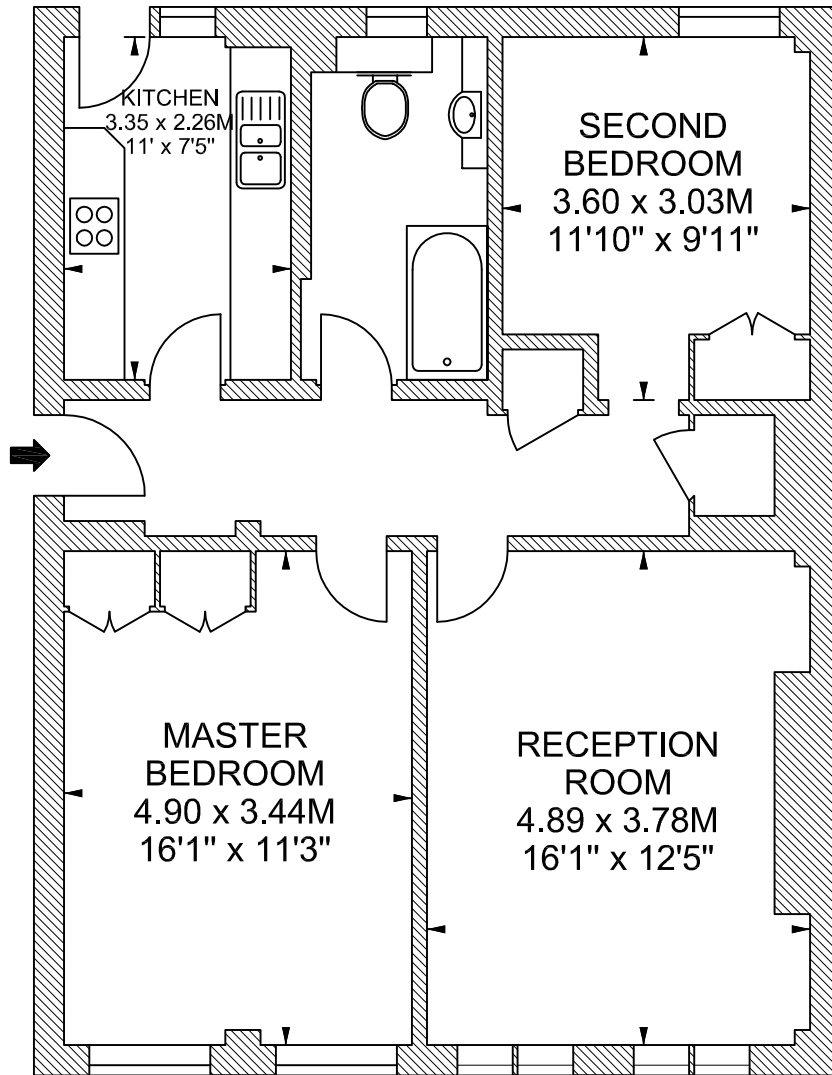 KITCHEN
3.35 x 2.26M
11' x 7'5"
SECOND
BEDROOM
3.60 x 3.03M
11'10" x 9'11"
MASTER
BEDROOM
4.90 x 3.44M
16'1" x 11'3"
RECEPTION
ROOM
4.89 x 3.78M
16'1" x 12'5"